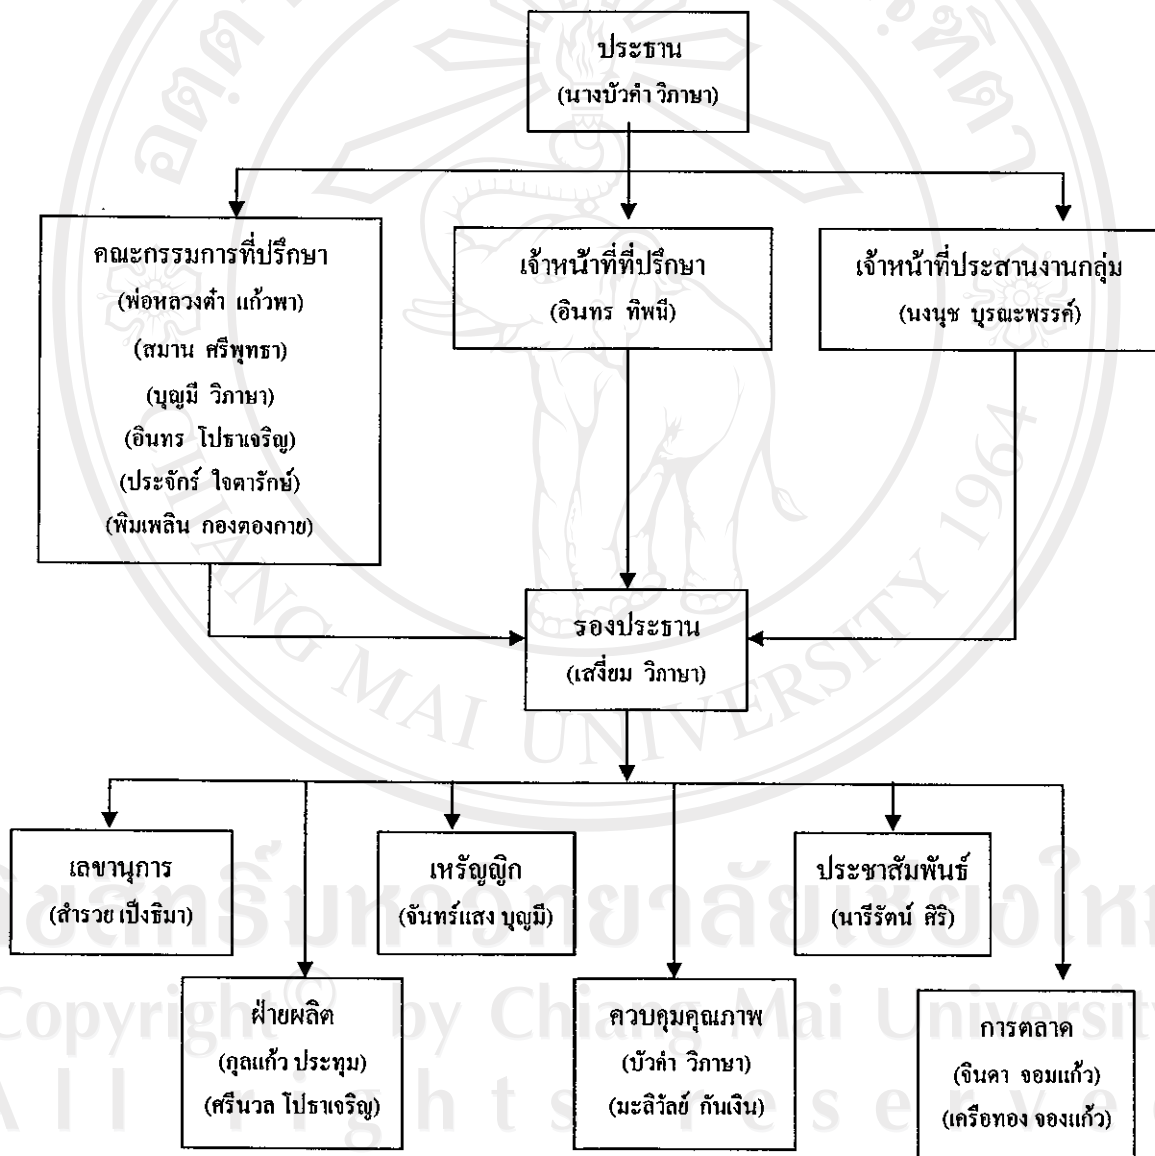 ประธาน
(นางบัวคำ วิภาษา)
คณะกรรมการที่ปรึกษา
(พ่อหลวงต๋ำ แก้วพา)
(สมาน ศรีพุทธา)
(บุญมี วิภาษา)
(อินทร โปธาเจริญ)
(ประจักร์ ใจตารักษ์)
(พิมเพลิน กองตองกาย)
เจ้าหน้าที่ที่ปรึกษา
(อินทร ทิพนี)
เจ้าหน้าที่ประสานงานกลุ่ม
(นงนุช บุรณะพรรค์)
รองประธาน
(เสงี่ยม วิภาษา)
เลขานุการ
(สำรวย เป็งธิมา)
เหรัญญิก
(จันทร์แสง บุญมี)
ประชาสัมพันธ์
(นารีรัตน์ ศิริ)
ฝ่ายผลิต
(กุลแก้ว ประทุม)
(ศรีนวล โปธาเจริญ)
ควบคุมคุณภาพ
(บัวคำ วิภาษา)
(มะลิวัลย์ กันเงิน)
การตลาด
(จินดา จอมแก้ว)
(เครือทอง จองแก้ว)
CHIANG MAI UNIVERSITY 1964
Copyright © by Chiang Mai University
All rights reserved